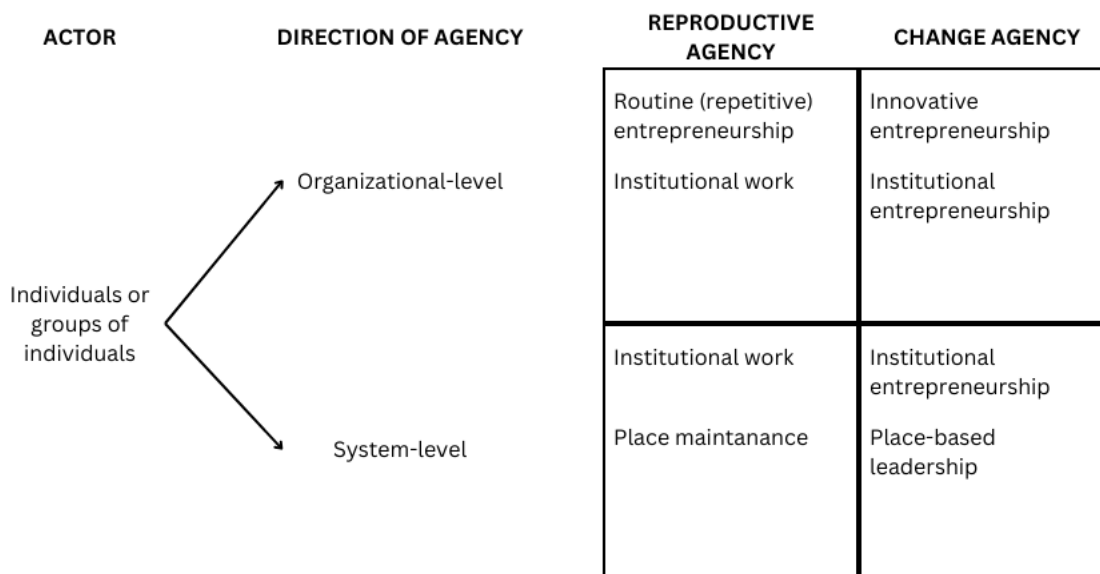 ACTOR
DIRECTION OF AGENCY
REPRODUCTIVE
AGENCY
CHANGE AGENCY
Individuals or
groups of
individuals
Organizational-level
Routine (repetitive)
entrepreneurship
Institutional work
Innovative
entrepreneurship
Institutional
entrepreneurship
System-level
Institutional work
Place maintanance
Institutional
entrepreneurship
Place-based
leadership